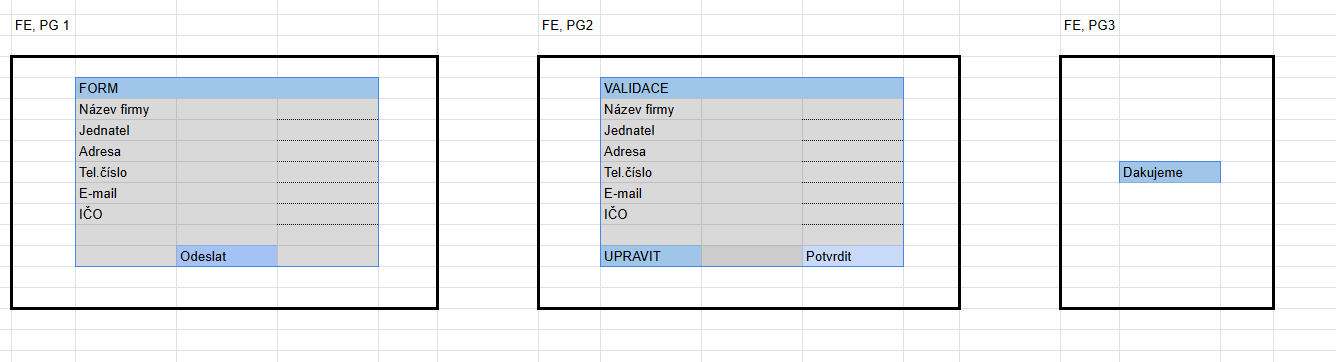 FE, PG 1
FORM
Název firmy
Jednatel
Adresa
Tel.číslo
E-mail
IČO
Odeslat
FE, PG2
VALIDACE
Název firmy
Jednatel
Adresa
Tel.číslo
E-mail
IČO
UPRAVIT
Potvrdit
FE, PG3
Dakujeme